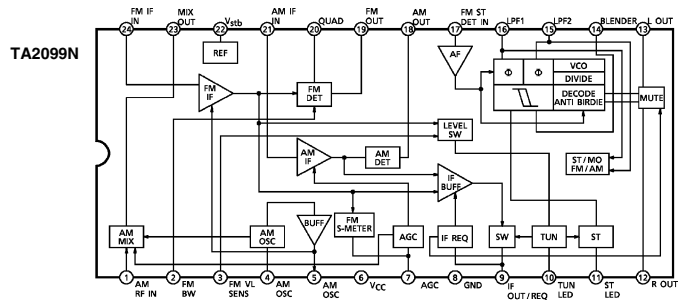 TA2099N
FM IF IN
MIX OUT
Vstb
AM IF IN
QUAD
FM OUT
AM OUT
FM ST DET IN
LPF1
LPF2
BLENDER
L OUT
24
23
22
21
20
19
18
17
16
15
14
13
REF
AF
Φ
Φ
VCO
DIVIDE
DECODE
ANTI BIRDIE
MUTE
FM IF
FM DET
LEVEL SW
AM IF
AM DET
ST / MO
FM / AM
IF BUFF
AM MIX
AM OSC
BUFF
FM S-METER
AGC
IF REQ
SW
TUN
ST
1
2
3
4
5
6
7
8
9
10
11
12
AM RF IN
FM BW
FM VL SENS
AM OSC
AM OSC
VCC
AGC
GND
IF OUT / REQ
TUN LED
ST LED
R OUT